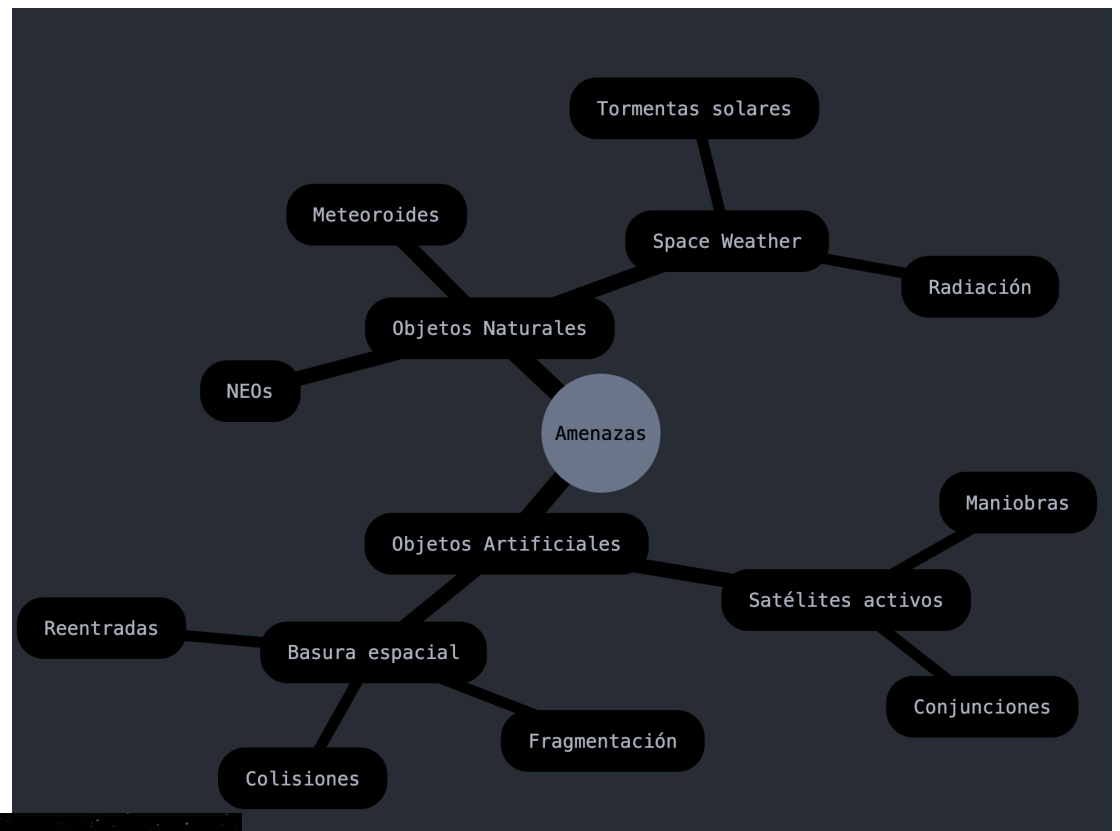 Tormentas solares
Meteoroides
Space Weather
Radiación
Objetos Naturales
NEOs
Amenazas
Maniobras
Objetos Artificiales
Satélites activos
Reentradas
Basura espacial
Conjunciones
Fragmentación
Colisiones